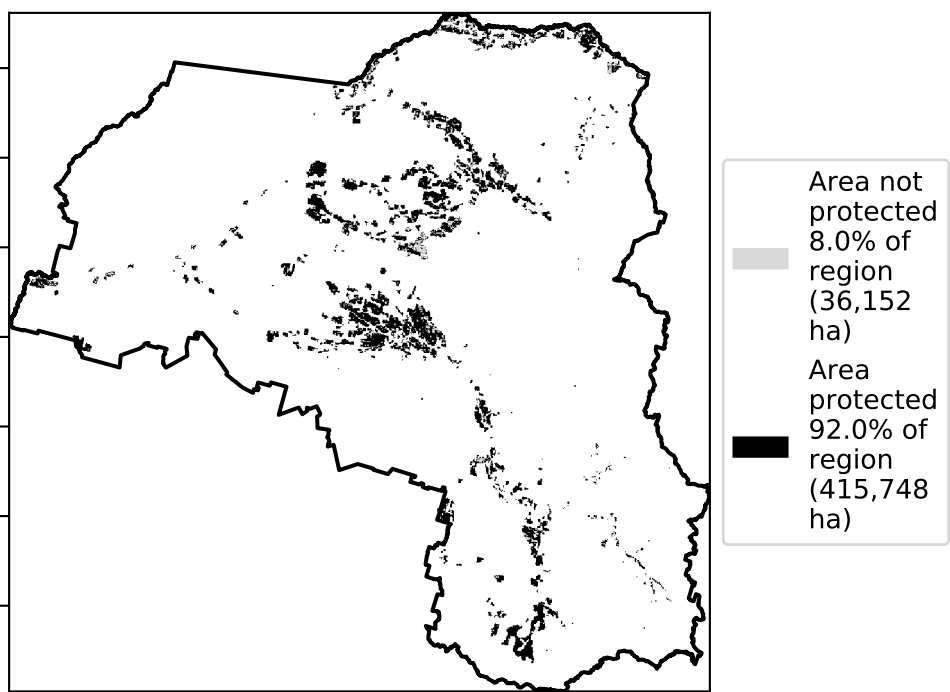 Area not
protected
8.0% of
region
(36,152
ha)
Area
protected
92.0% of
region
(415,748
ha)